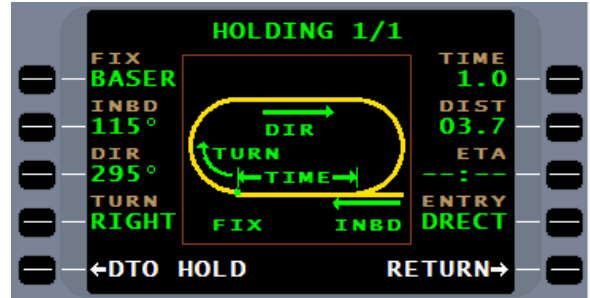 HOLDING 1/1
FIX
BASER
TIME
1.0
INBD
115°
DIST
03.7
DIR
DIR
295°
TURN
ETA
--:--
←TIME→
TURN
RIGHT
FIX
INBD
ENTRY
DRECT
←DTO HOLD
RETURN→